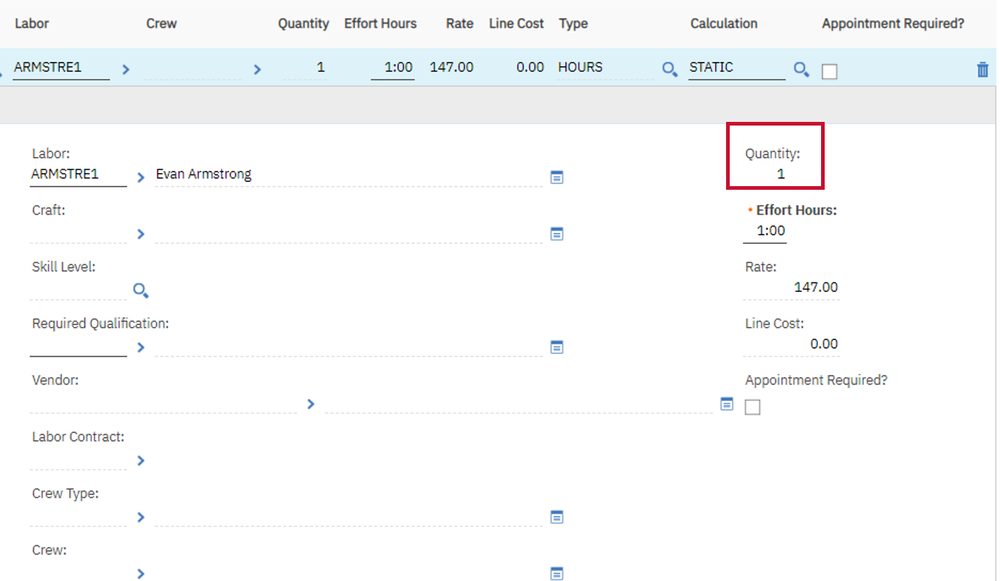 Labor Crew Quantity Effort Hours Rate Line Cost Type Calculation Appointment Required?
ARMSTRE1 1 1:00 147.00 0.00 HOURS STATIC
Labor:
ARMSTRE1 Evan Armstrong
Quantity:
1
Craft:
* Effort Hours:
1:00
Skill Level:
Rate:
147.00
Required Qualification:
Line Cost:
0.00
Vendor:
Appointment Required?
Labor Contract:
Crew Type:
Crew: